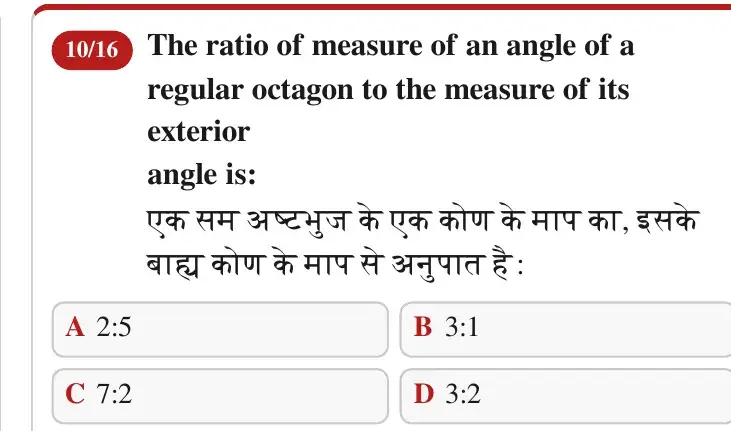 10/16 The ratio of measure of an angle of a
regular octagon to the measure of its
exterior
angle is:
एक सम अष्टभुज के एक कोण के माप का, इसके
बाह्य कोण के माप से अनुपात है :
A 2:5
B 3:1
C 7:2
D 3:2